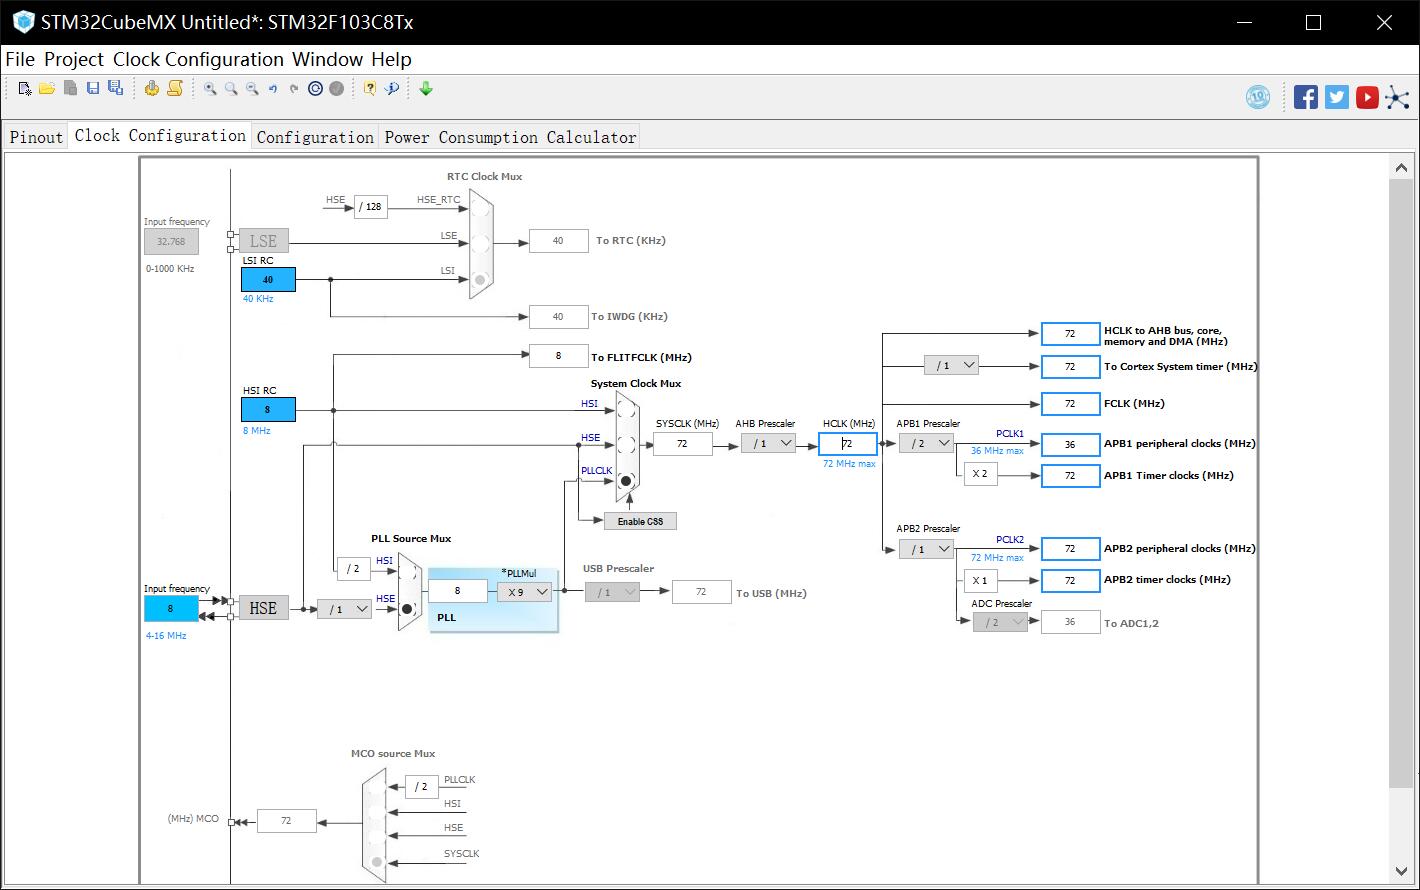 STM32CubeMX Untitled*: STM32F103C8Tx
File Project Clock Configuration Window Help
10
Pinout Clock Configuration Configuration Power Consumption Calculator
RTC Clock Mux
HSE / 128 HSE_RTC
Input frequency
32.768 LSE LSE 40 To RTC (KHz)
0-1000 KHz
LSI RC
40 LSI
40 KHz
40 To IWDG (KHz)
8 To FLITFCLK (MHz)
System Clock Mux
HSI RC
8 HSI
8 MHz
HSE
PLLCLK
Enable CSS
SYSCLK (MHz) AHB Prescaler HCLK (MHz) APB1 Prescaler
72 / 1 72 / 2
72 MHz max
72 HCLK to AHB bus, core,
memory and DMA (MHz)
/ 1 72 To Cortex System timer (MHz)
72 FCLK (MHz)
PCLK1
36 MHz max
36 APB1 peripheral clocks (MHz)
X 2 72 APB1 Timer clocks (MHz)
APB2 Prescaler
/ 1
PCLK2
72 MHz max
72 APB2 peripheral clocks (MHz)
X 1 72 APB2 timer clocks (MHz)
ADC Prescaler
/ 2 36 To ADC1,2
PLL Source Mux
/ 2 HSI
Input frequency
8 HSE / 1 HSE
4-16 MHz
*PLLMul
8 X 9
PLL
USB Prescaler
/ 1 72 To USB (MHz)
MCO source Mux
/ 2 PLLCLK
HSI
(MHz) MCO 72
HSE
SYSCLK